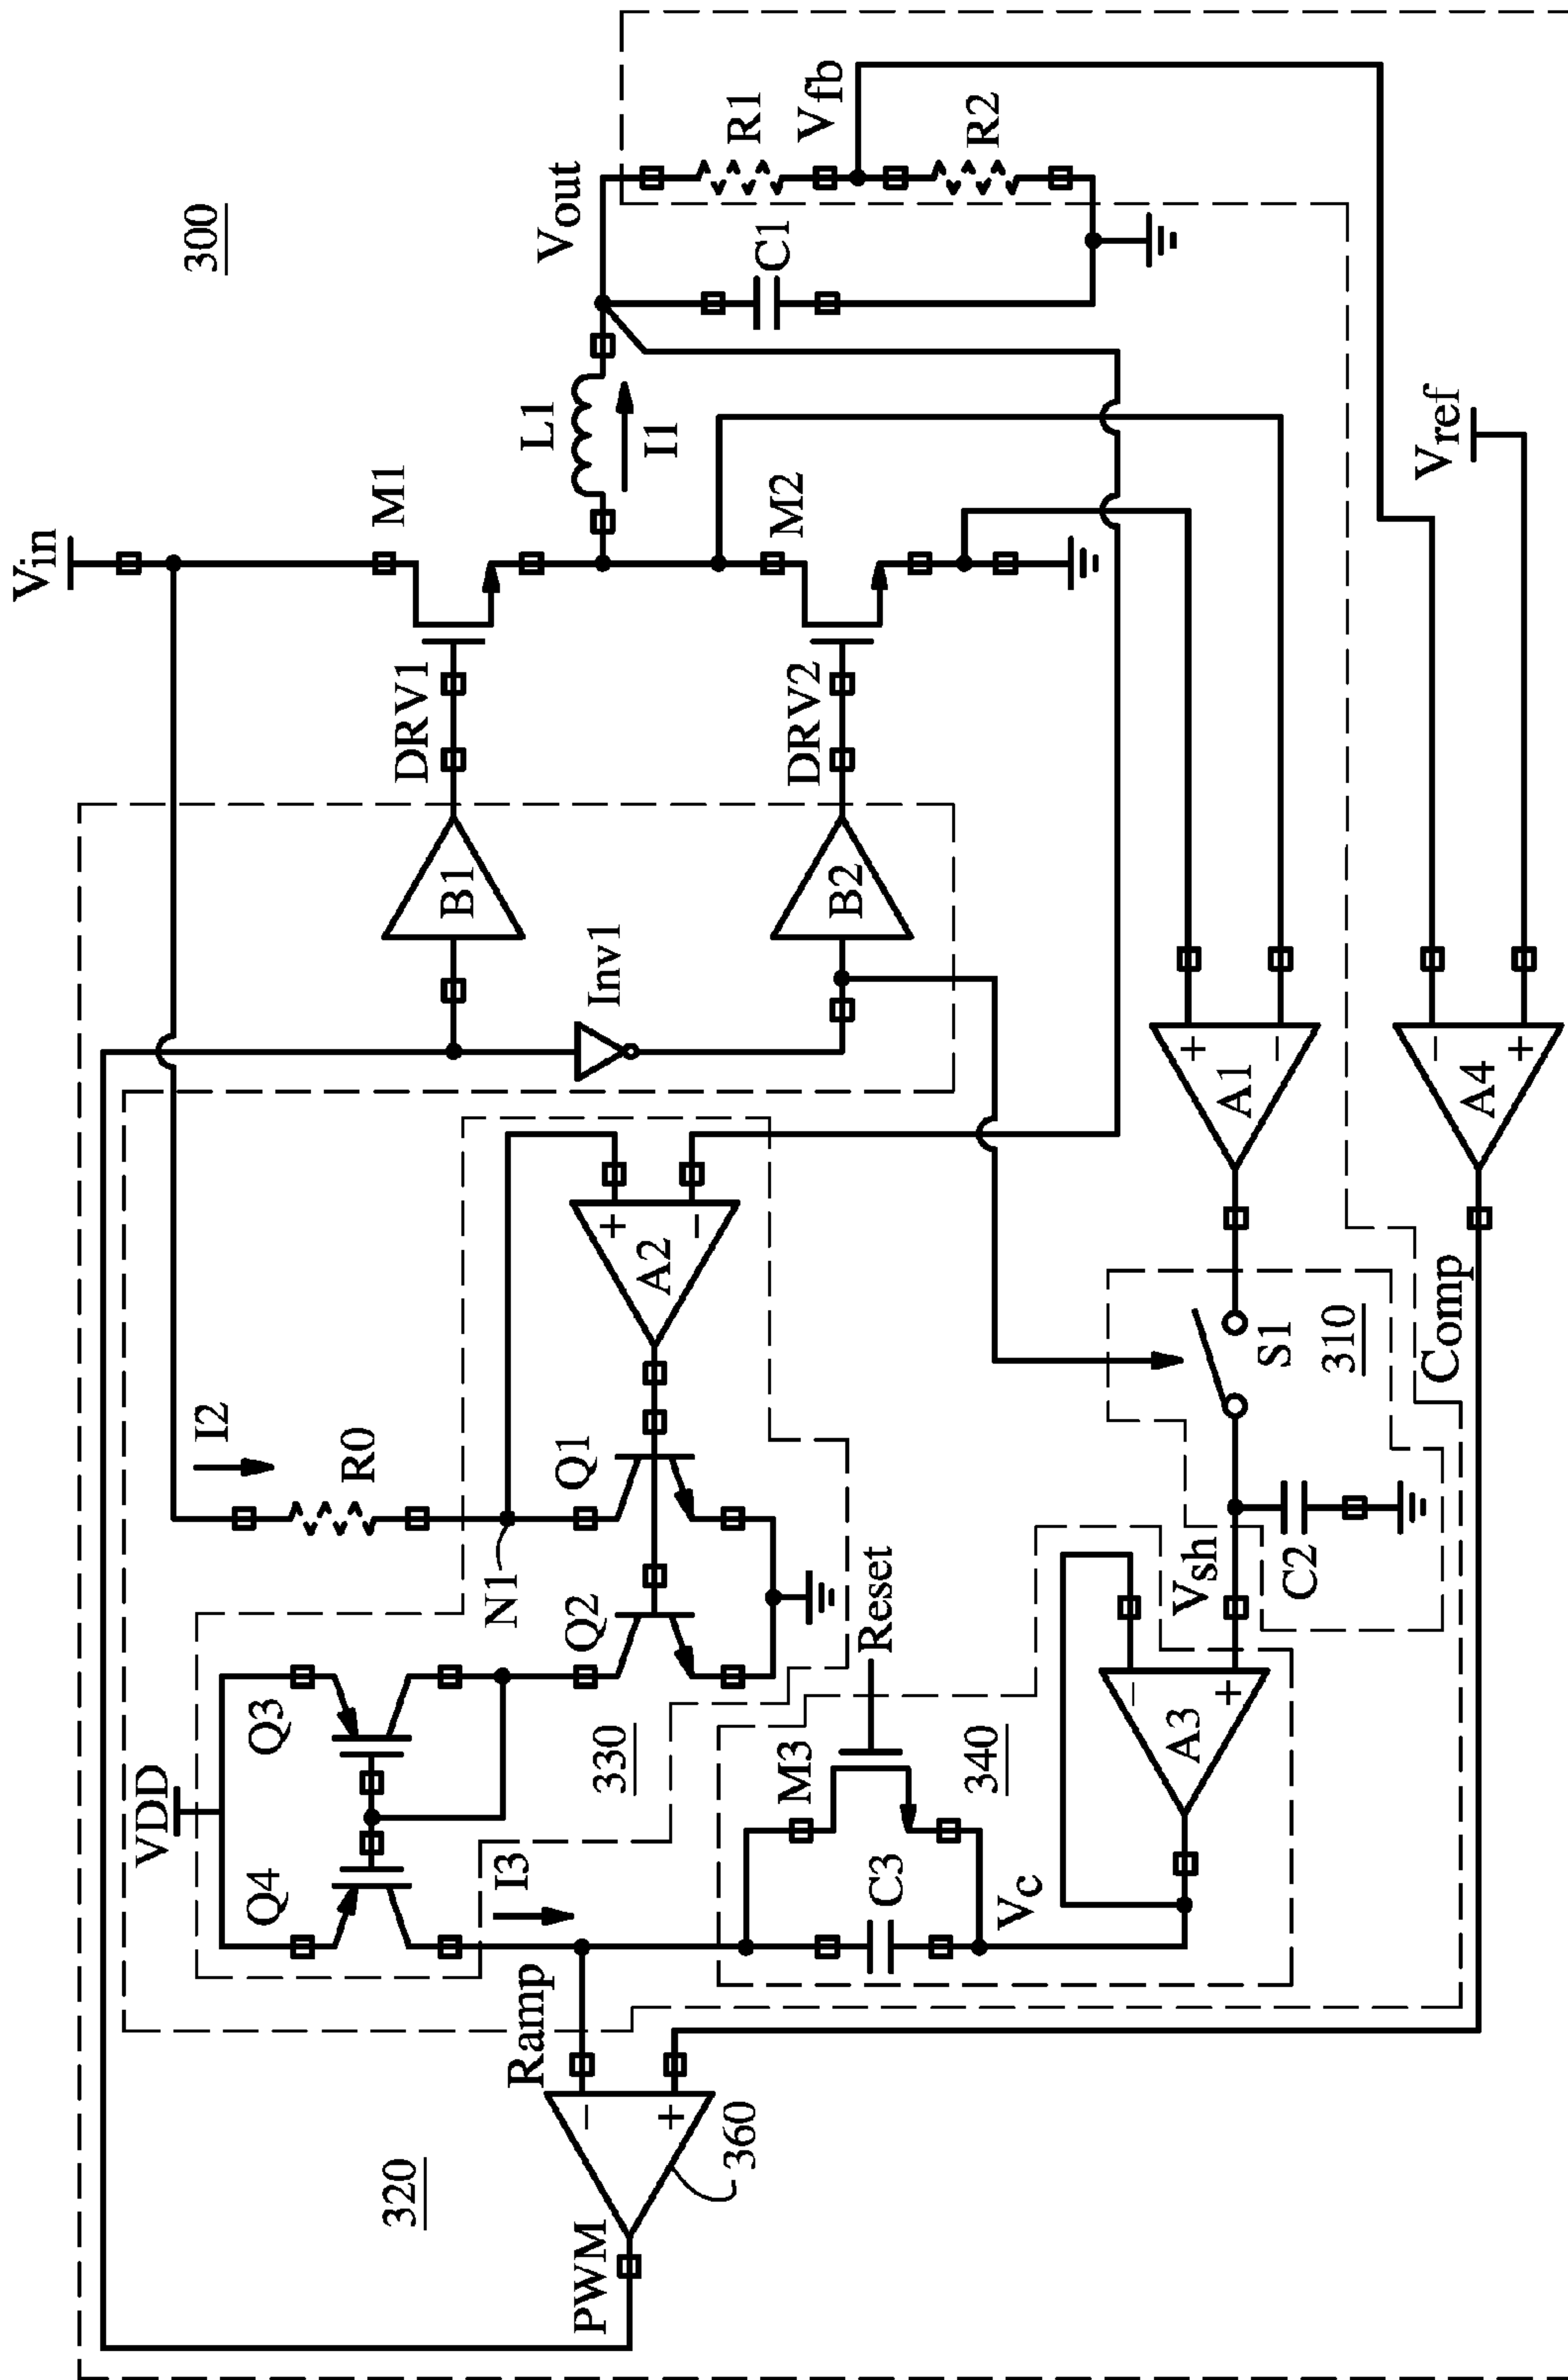 300
Vin
M1
L1
I1
Vout
C1
R1
Vfb
R2
DRV1
M2
DRV2
Vref
B1
B2
Inv1
+
−
A1
−
+
A4
+
−
A2
I2
R0
Q1
N1
Q2
S1
310
Comp
Vsh
C2
Reset
VDD
Q3
Q4
330
I3
M3
340
C3
Vc
−
+
A3
Ramp
−
+
360
PWM
320